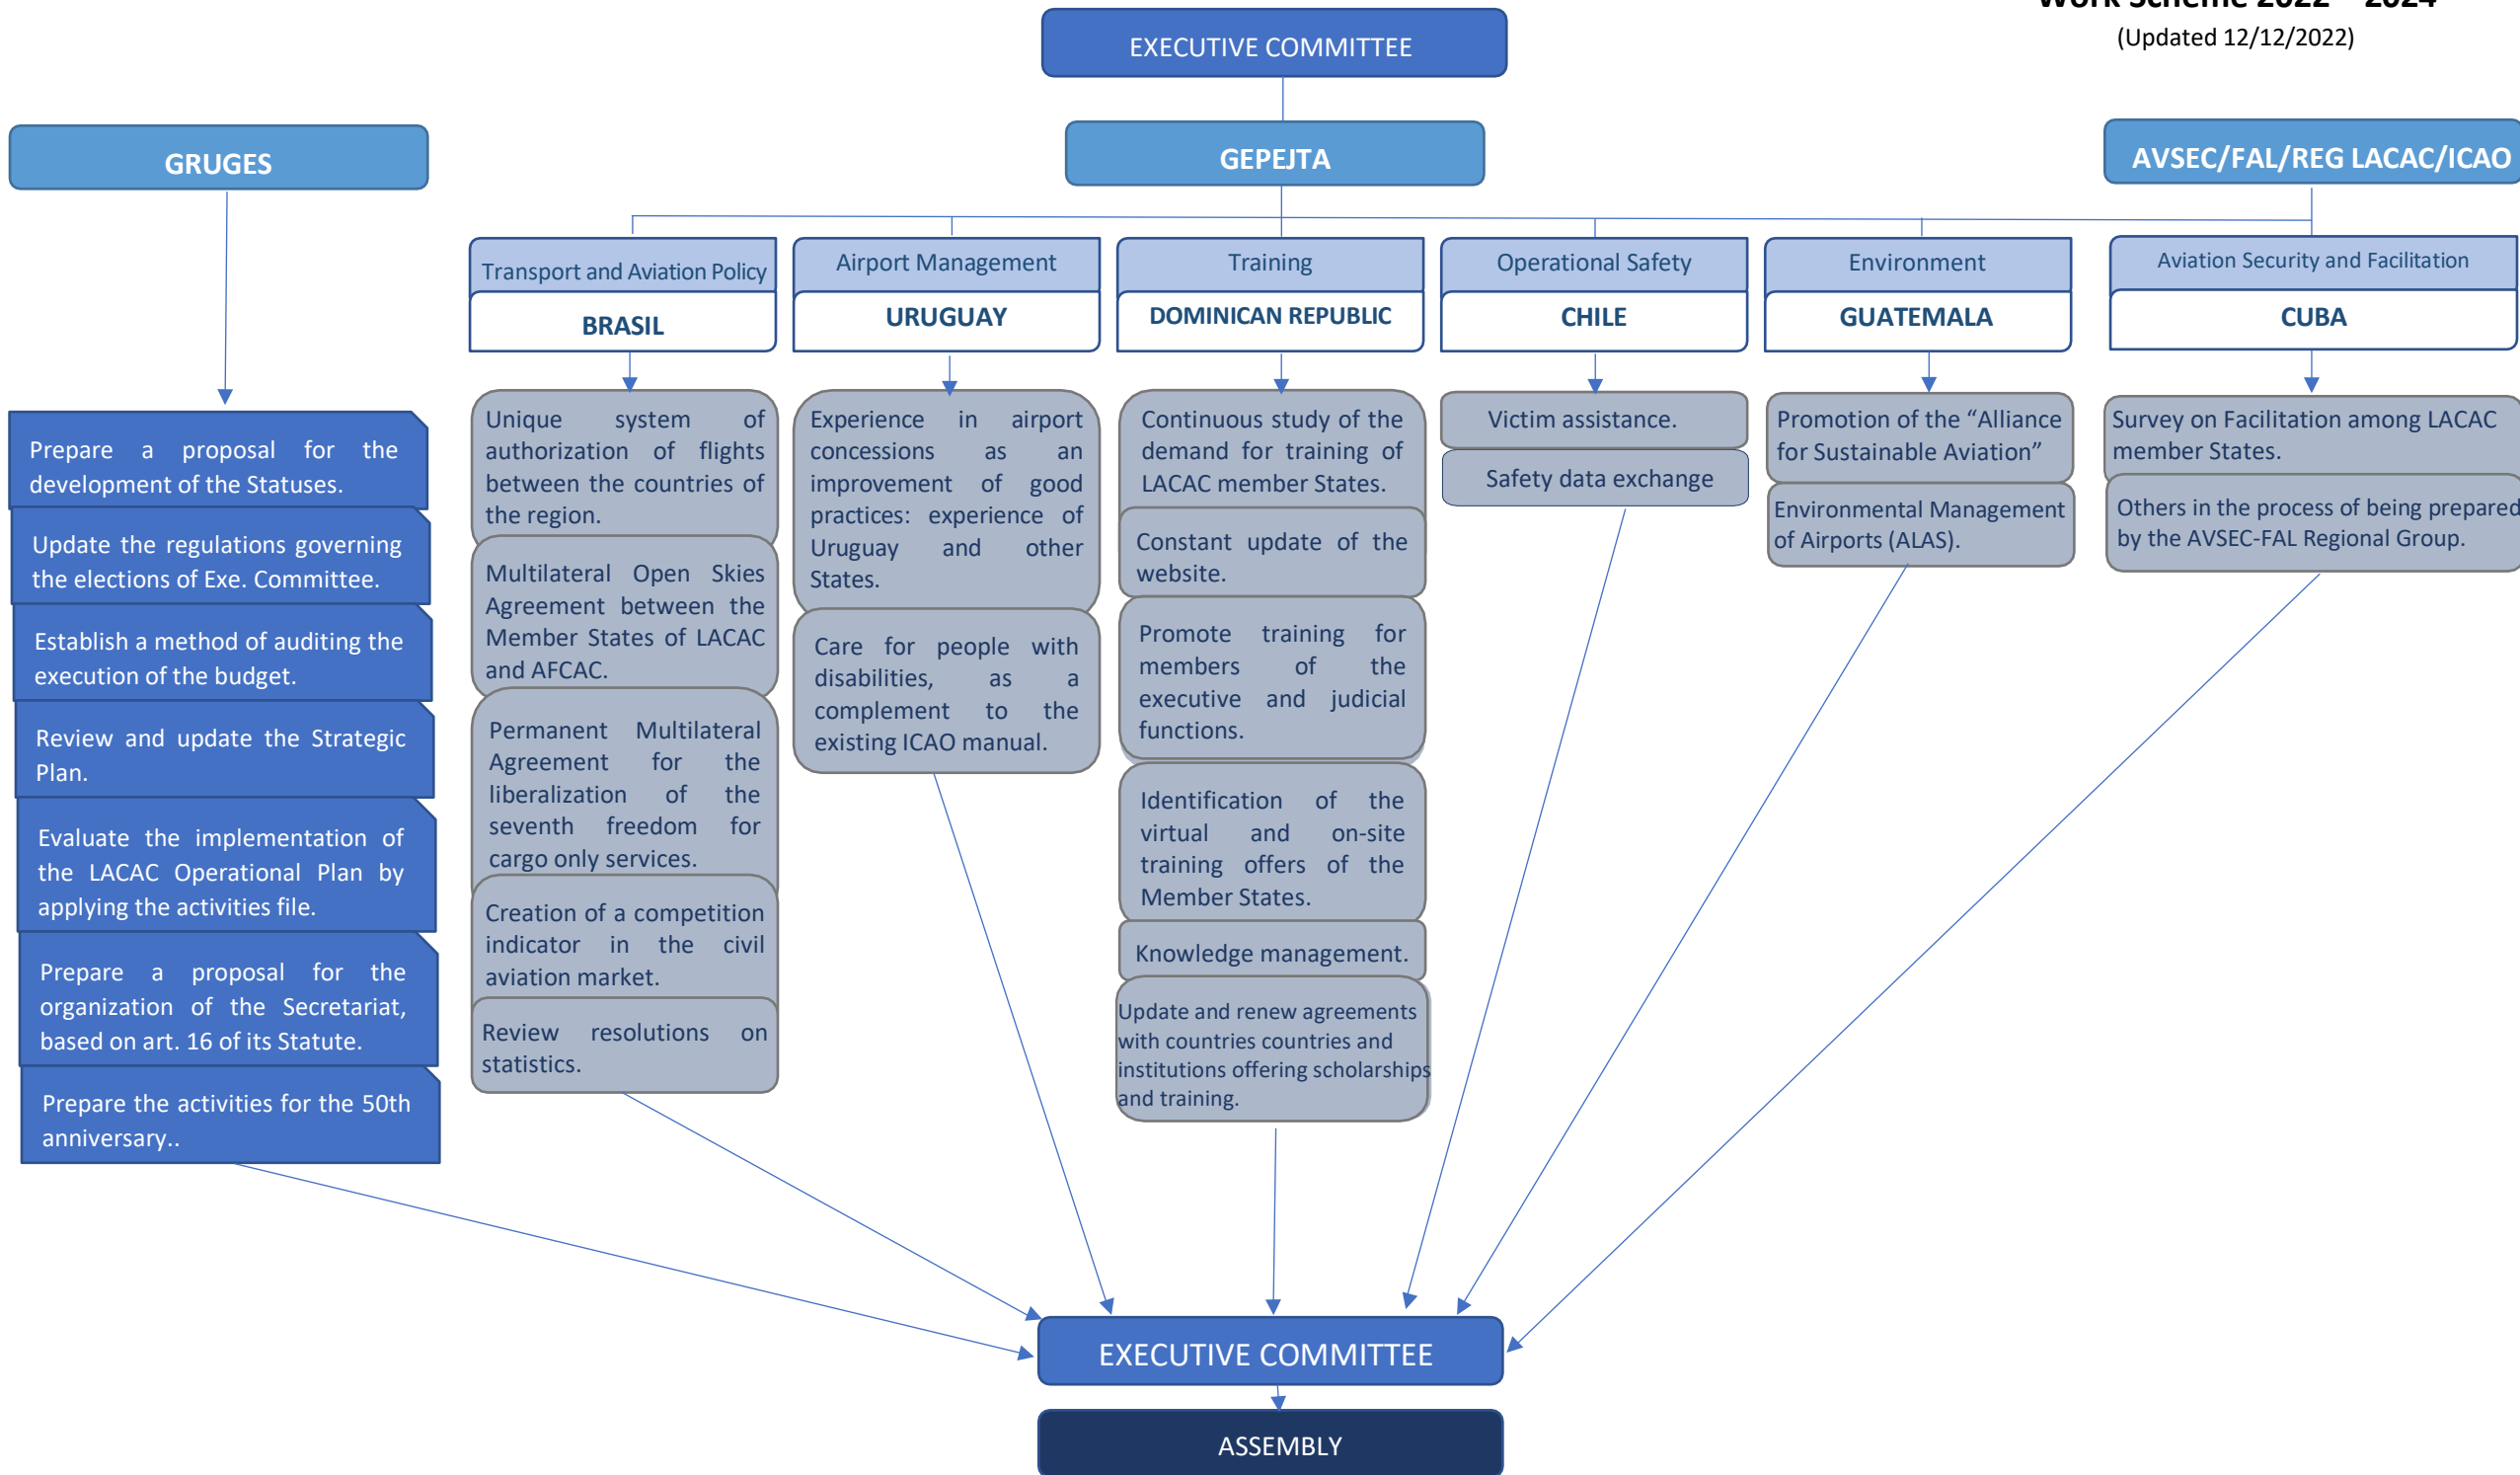 Work Scheme 2022 – 2024
(Updated 12/12/2022)
EXECUTIVE COMMITTEE
GRUGES
GEPEJTA
AVSEC/FAL/REG LACAC/ICAO
Transport and Aviation Policy
BRASIL
Airport Management
URUGUAY
Training
DOMINICAN REPUBLIC
Operational Safety
CHILE
Environment
GUATEMALA
Aviation Security and Facilitation
CUBA
Prepare a proposal for the
development of the Statuses.
Update the regulations governing
the elections of Exe. Committee.
Establish a method of auditing the
execution of the budget.
Review and update the Strategic
Plan.
Evaluate the implementation of
the LACAC Operational Plan by
applying the activities file.
Prepare a proposal for the
organization of the Secretariat,
based on art. 16 of its Statute.
Prepare the activities for the 50th
anniversary..
Unique system of
authorization of flights
between the countries of
the region.
Multilateral Open Skies
Agreement between the
Member States of LACAC
and AFCAC.
Permanent Multilateral
Agreement for the
liberalization of the
seventh freedom for
cargo only services.
Creation of a competition
indicator in the civil
aviation market.
Review resolutions on
statistics.
Experience in airport
concessions as an
improvement of good
practices: experience of
Uruguay and other
States.
Care for people with
disabilities, as a
complement to the
existing ICAO manual.
Continuous study of the
demand for training of
LACAC member States.
Constant update of the
website.
Promote training for
members of the
executive and judicial
functions.
Identification of the
virtual and on-site
training offers of the
Member States.
Knowledge management.
Update and renew agreements
with countries countries and
institutions offering scholarships
and training.
Victim assistance.
Safety data exchange
Promotion of the “Alliance
for Sustainable Aviation”
Environmental Management
of Airports (ALAS).
Survey on Facilitation among LACAC
member States.
Others in the process of being prepared
by the AVSEC-FAL Regional Group.
EXECUTIVE COMMITTEE
ASSEMBLY